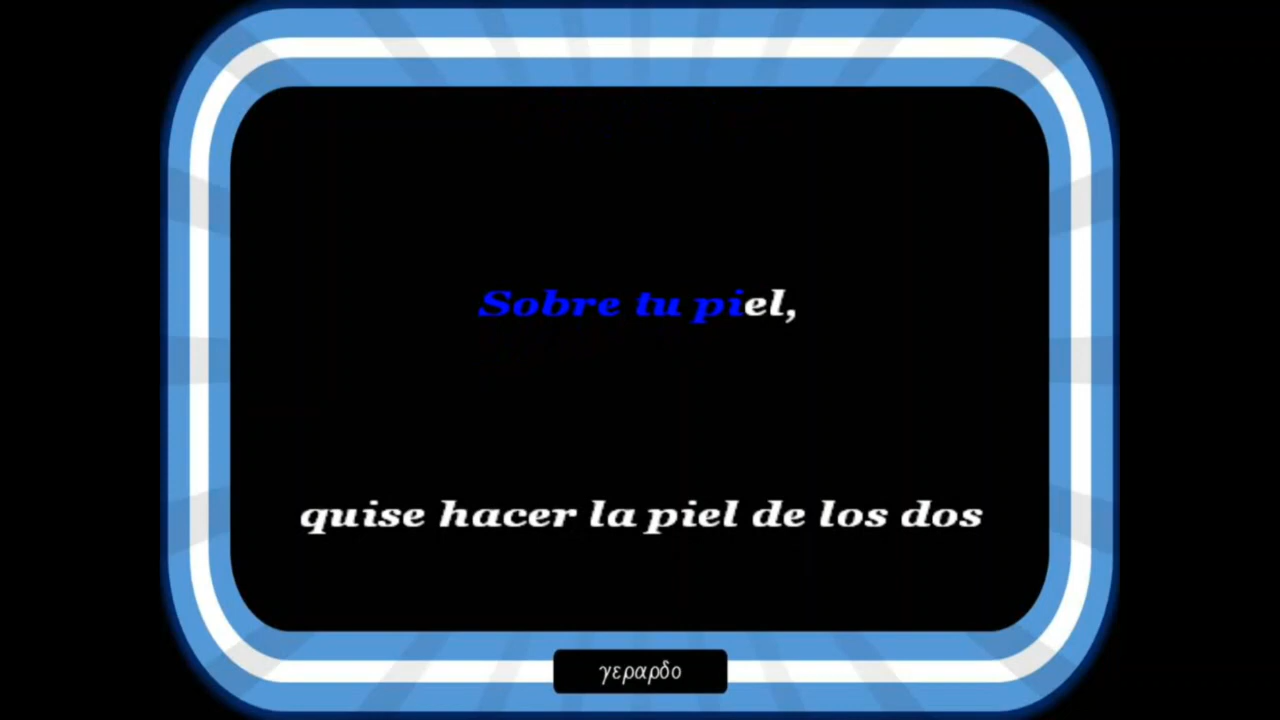 Sobre tu piel,
quise hacer la piel de los dos
γεραρδο